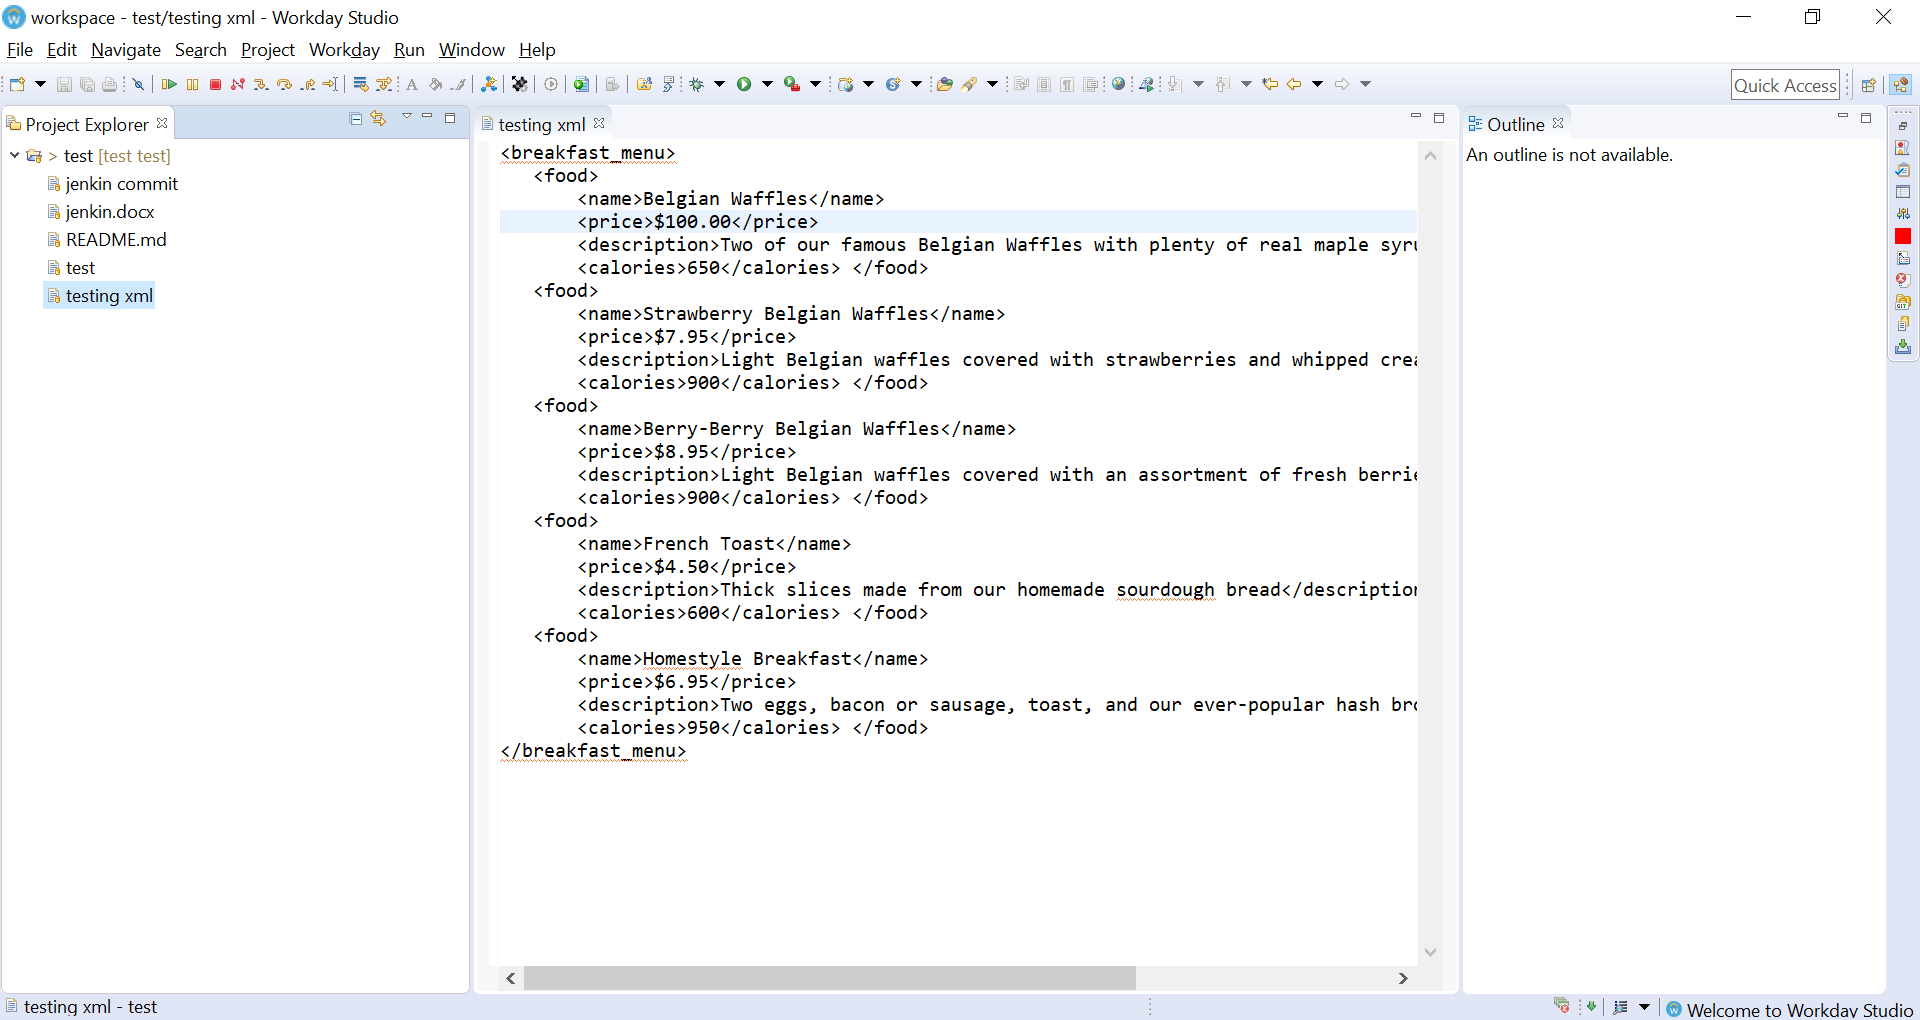 workspace - test/testing xml - Workday Studio
File Edit Navigate Search Project Workday Run Window Help
Quick Access
Project Explorer
testing xml
Outline
> test [test test]
jenkin commit
jenkin.docx
README.md
test
testing xml
<breakfast_menu>
<food>
<name>Belgian Waffles</name>
<price>$100.00</price>
<description>Two of our famous Belgian Waffles with plenty of real maple syru
<calories>650</calories> </food>
<food>
<name>Strawberry Belgian Waffles</name>
<price>$7.95</price>
<description>Light Belgian waffles covered with strawberries and whipped crea
<calories>900</calories> </food>
<food>
<name>Berry-Berry Belgian Waffles</name>
<price>$8.95</price>
<description>Light Belgian waffles covered with an assortment of fresh berrie
<calories>900</calories> </food>
<food>
<name>French Toast</name>
<price>$4.50</price>
<description>Thick slices made from our homemade sourdough bread</description
<calories>600</calories> </food>
<food>
<name>Homestyle Breakfast</name>
<price>$6.95</price>
<description>Two eggs, bacon or sausage, toast, and our ever-popular hash bro
<calories>950</calories> </food>
</breakfast_menu>
An outline is not available.
testing xml - test
Welcome to Workday Studio